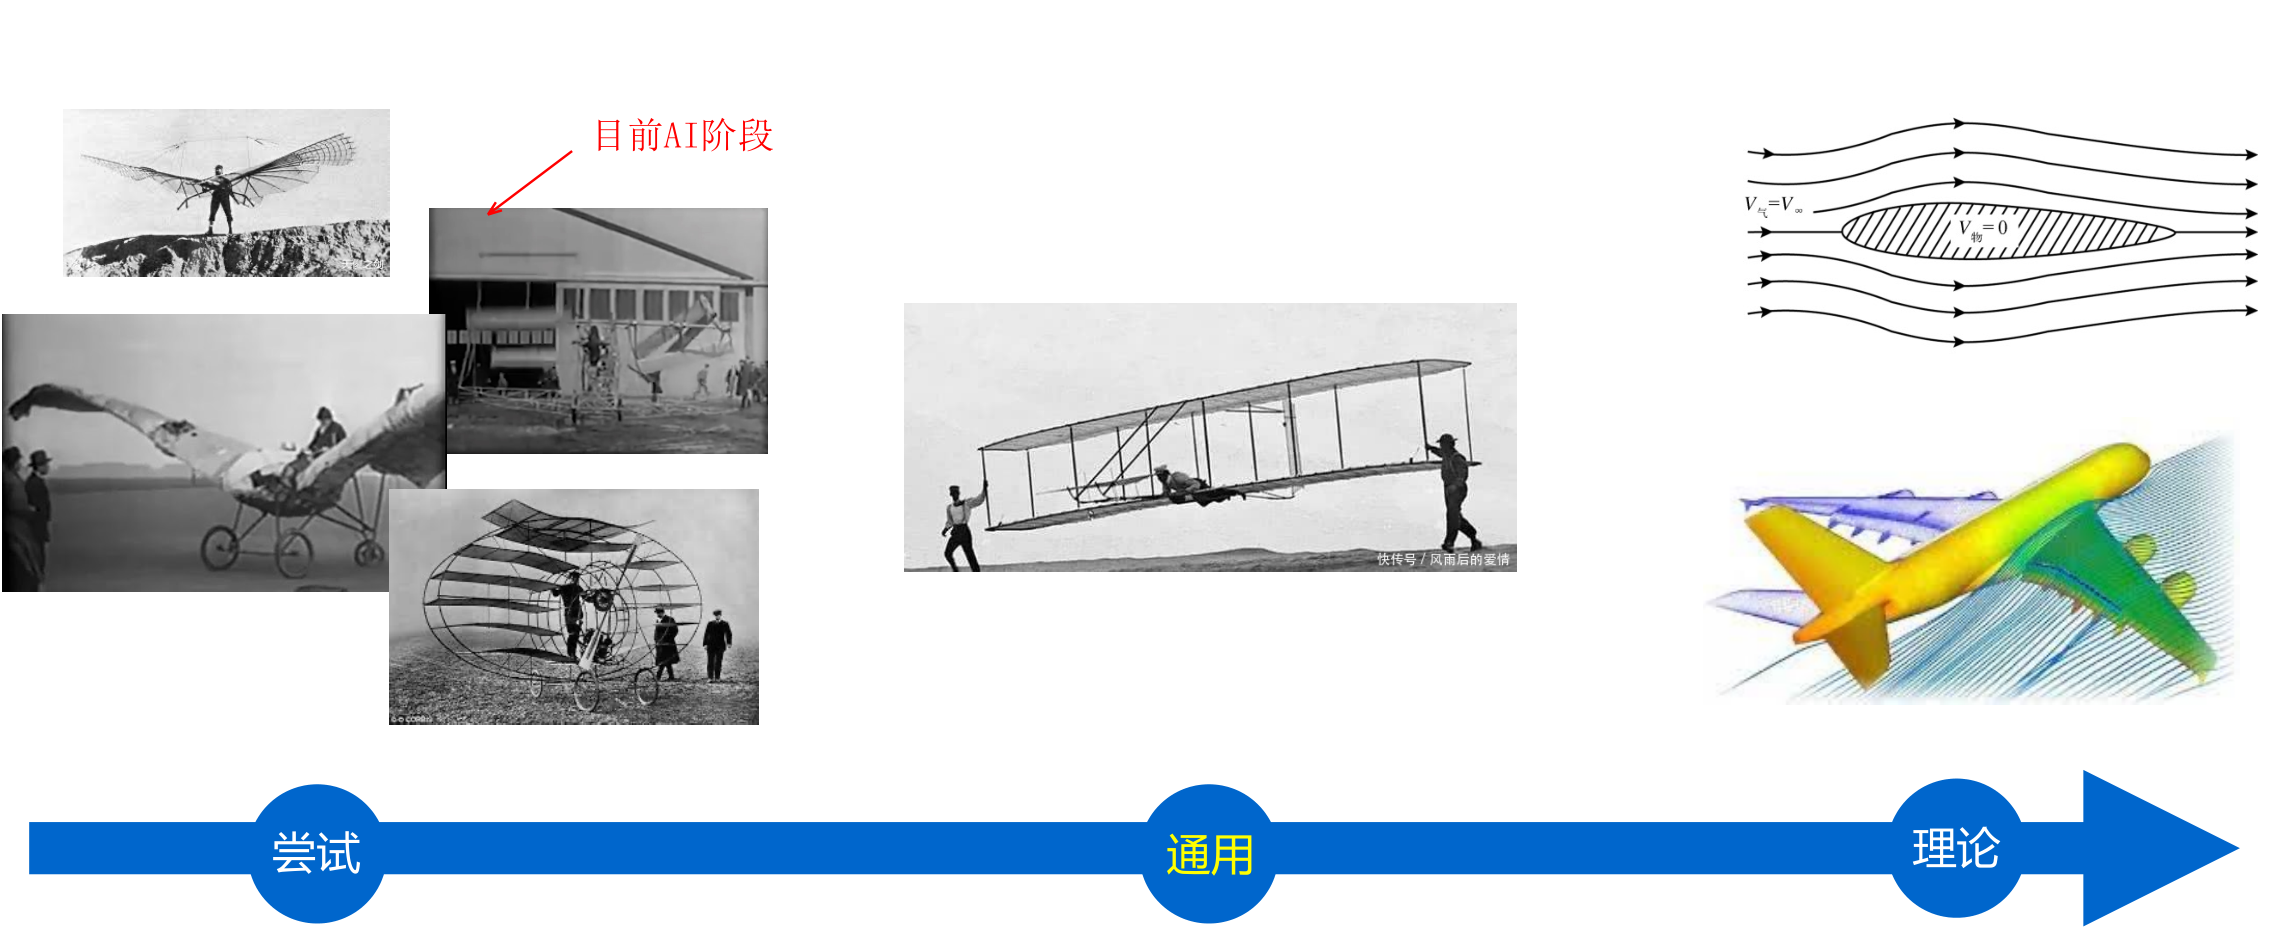 目前AI阶段
V气=V∞
V物=0
快传号 / 风雨后的爱情
尝试
通用
理论